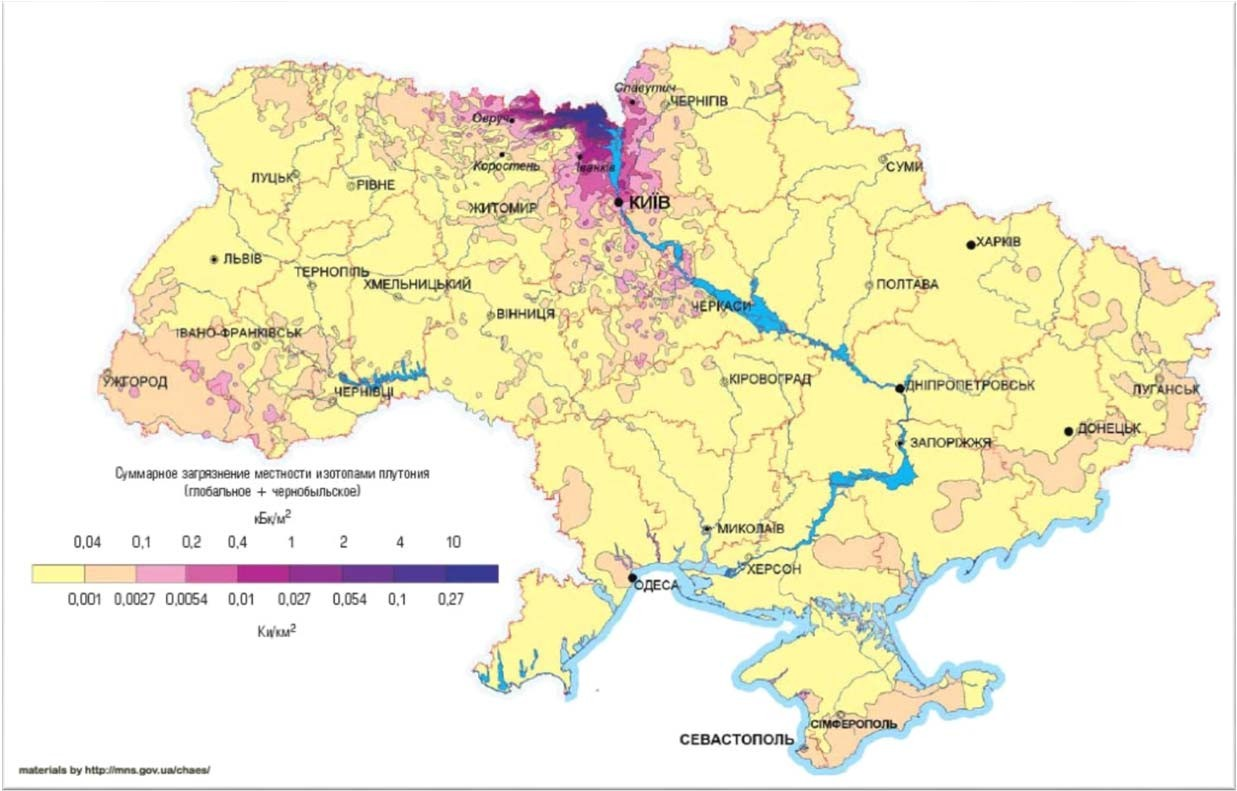 Славутич
ЧЕРНІГІВ
Овруч
Коростень
Іванків
СУМИ
ЛУЦЬК
РІВНЕ
ЖИТОМИР
КИЇВ
ХАРКІВ
ЛЬВІВ
ТЕРНОПІЛЬ
ХМЕЛЬНИЦЬКИЙ
ПОЛТАВА
ЧЕРКАСИ
ВІННИЦЯ
ІВАНО-ФРАНКІВСЬК
УЖГОРОД
ЧЕРНІВЦІ
КІРОВОГРАД
ДНІПРОПЕТРОВСЬК
ЛУГАНСЬК
ДОНЕЦЬК
ЗАПОРІЖЖЯ
Суммарное загрязнение местности изотопами плутония
(глобальное + чернобыльское)
кБк/м²
0,04 0,1 0,2 0,4 1 2 4 10
0,001 0,0027 0,0054 0,01 0,027 0,054 0,1 0,27
Ки/км²
МИКОЛАЇВ
ХЕРСОН
ОДЕСА
СІМФЕРОПОЛЬ
СЕВАСТОПОЛЬ
materials by http://mns.gov.ua/chaes/